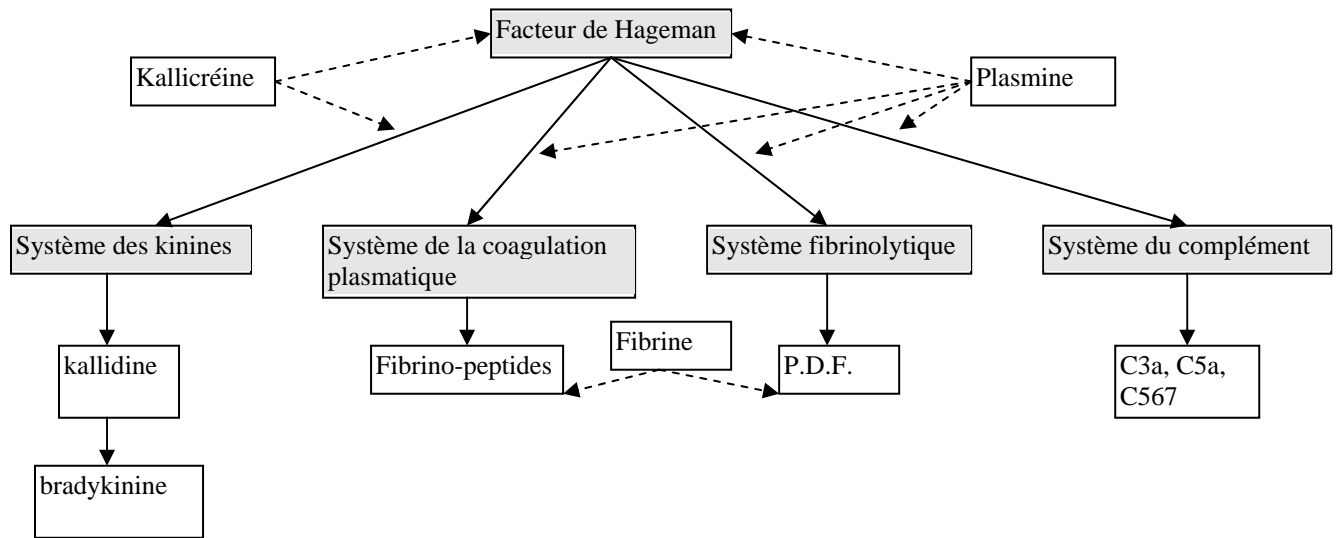 Facteur de Hageman
Kallicréine
Plasmine
Système des kinines
Système de la coagulation
plasmatique
Système fibrinolytique
Système du complément
kallidine
Fibrino-peptides
Fibrine
P.D.F.
C3a, C5a,
C567
bradykinine